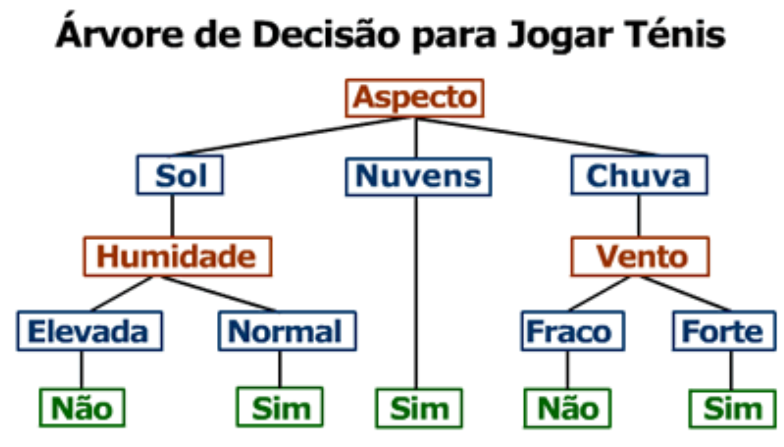 Árvore de Decisão para Jogar Ténis
Aspecto
Sol Nuvens Chuva
Humidade Vento
Elevada Normal Fraco Forte
Não Sim Sim Não Sim